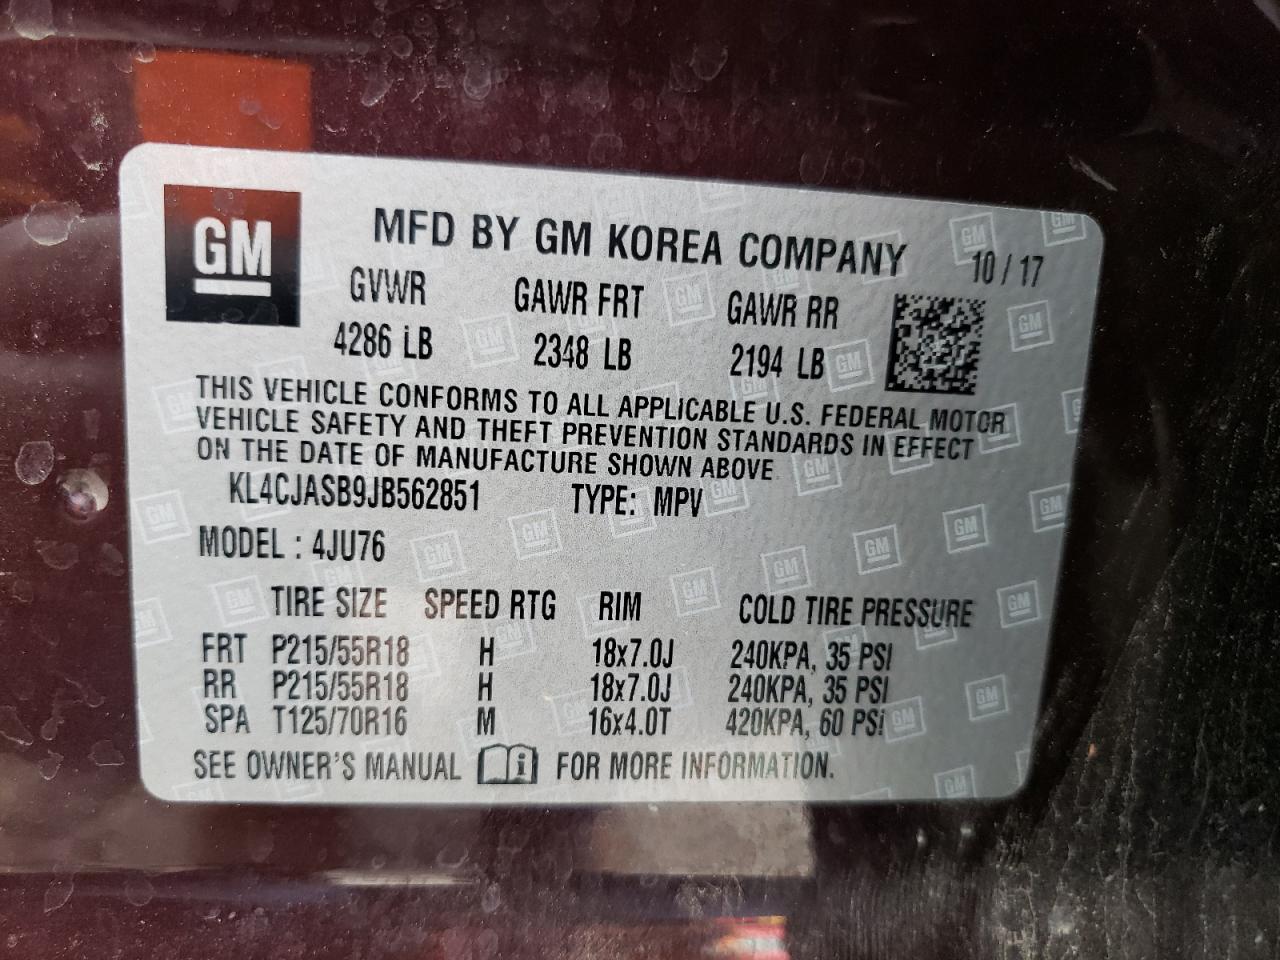 GM
MFD BY GM KOREA COMPANY 10/17
GVWR GAWR FRT GAWR RR
4286 LB 2348 LB 2194 LB
THIS VEHICLE CONFORMS TO ALL APPLICABLE U.S. FEDERAL MOTOR
VEHICLE SAFETY AND THEFT PREVENTION STANDARDS IN EFFECT
ON THE DATE OF MANUFACTURE SHOWN ABOVE
KL4CJASB9JB562851 TYPE: MPV
MODEL : 4JU76
TIRE SIZE SPEED RTG RIM COLD TIRE PRESSURE
FRT P215/55R18 H 18x7.0J 240KPA, 35 PSI
RR P215/55R18 H 18x7.0J 240KPA, 35 PSI
SPA T125/70R16 M 16x4.0T 420KPA, 60 PSi
SEE OWNER'S MANUAL i FOR MORE INFORMATION.